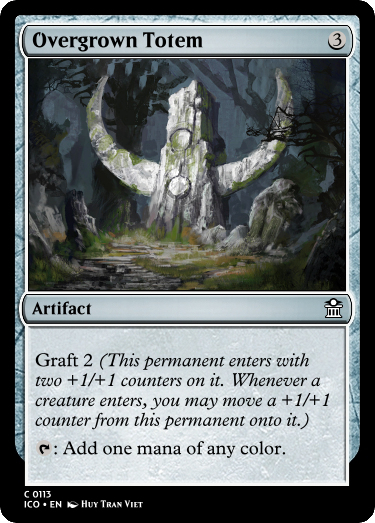 Overgrown Totem 3
Artifact
Graft 2 (This permanent enters with
two +1/+1 counters on it. Whenever a
creature enters, you may move a +1/+1
counter from this permanent onto it.)
: Add one mana of any color.
C 0113
ICO • EN Huy Tran Viet